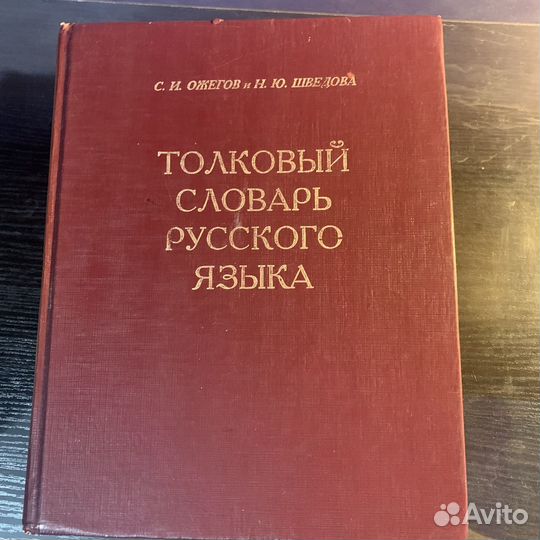 С. И. ОЖЕГОВ и Н. Ю. ШВЕДОВА
ТОЛКОВЫЙ
СЛОВАРЬ
РУССКОГО
ЯЗЫКА
Avito